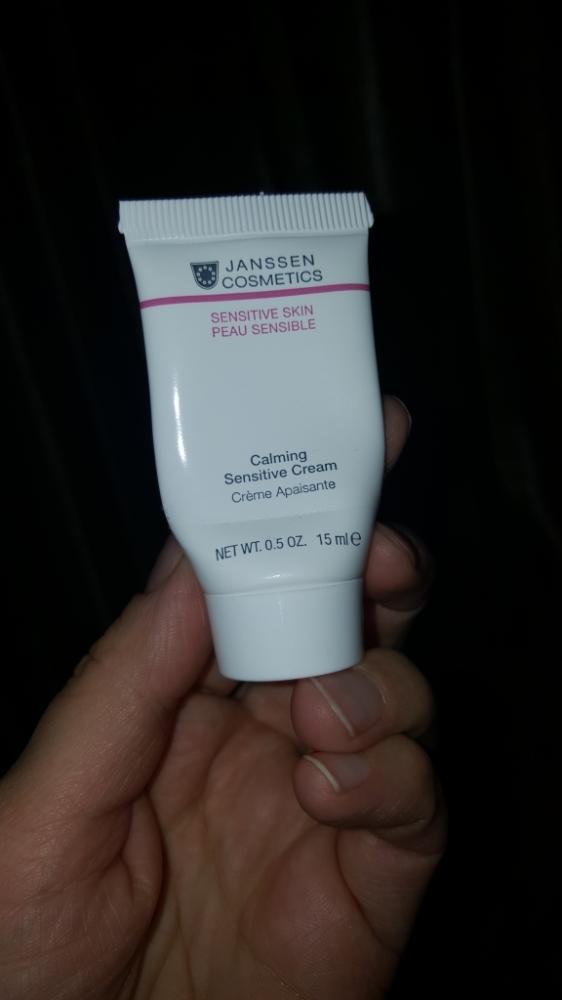 JANSSEN
COSMETICS
SENSITIVE SKIN
PEAU SENSIBLE
Calming
Sensitive Cream
Crème Apaisante
NET WT. 0.5 OZ. 15 ml ℮